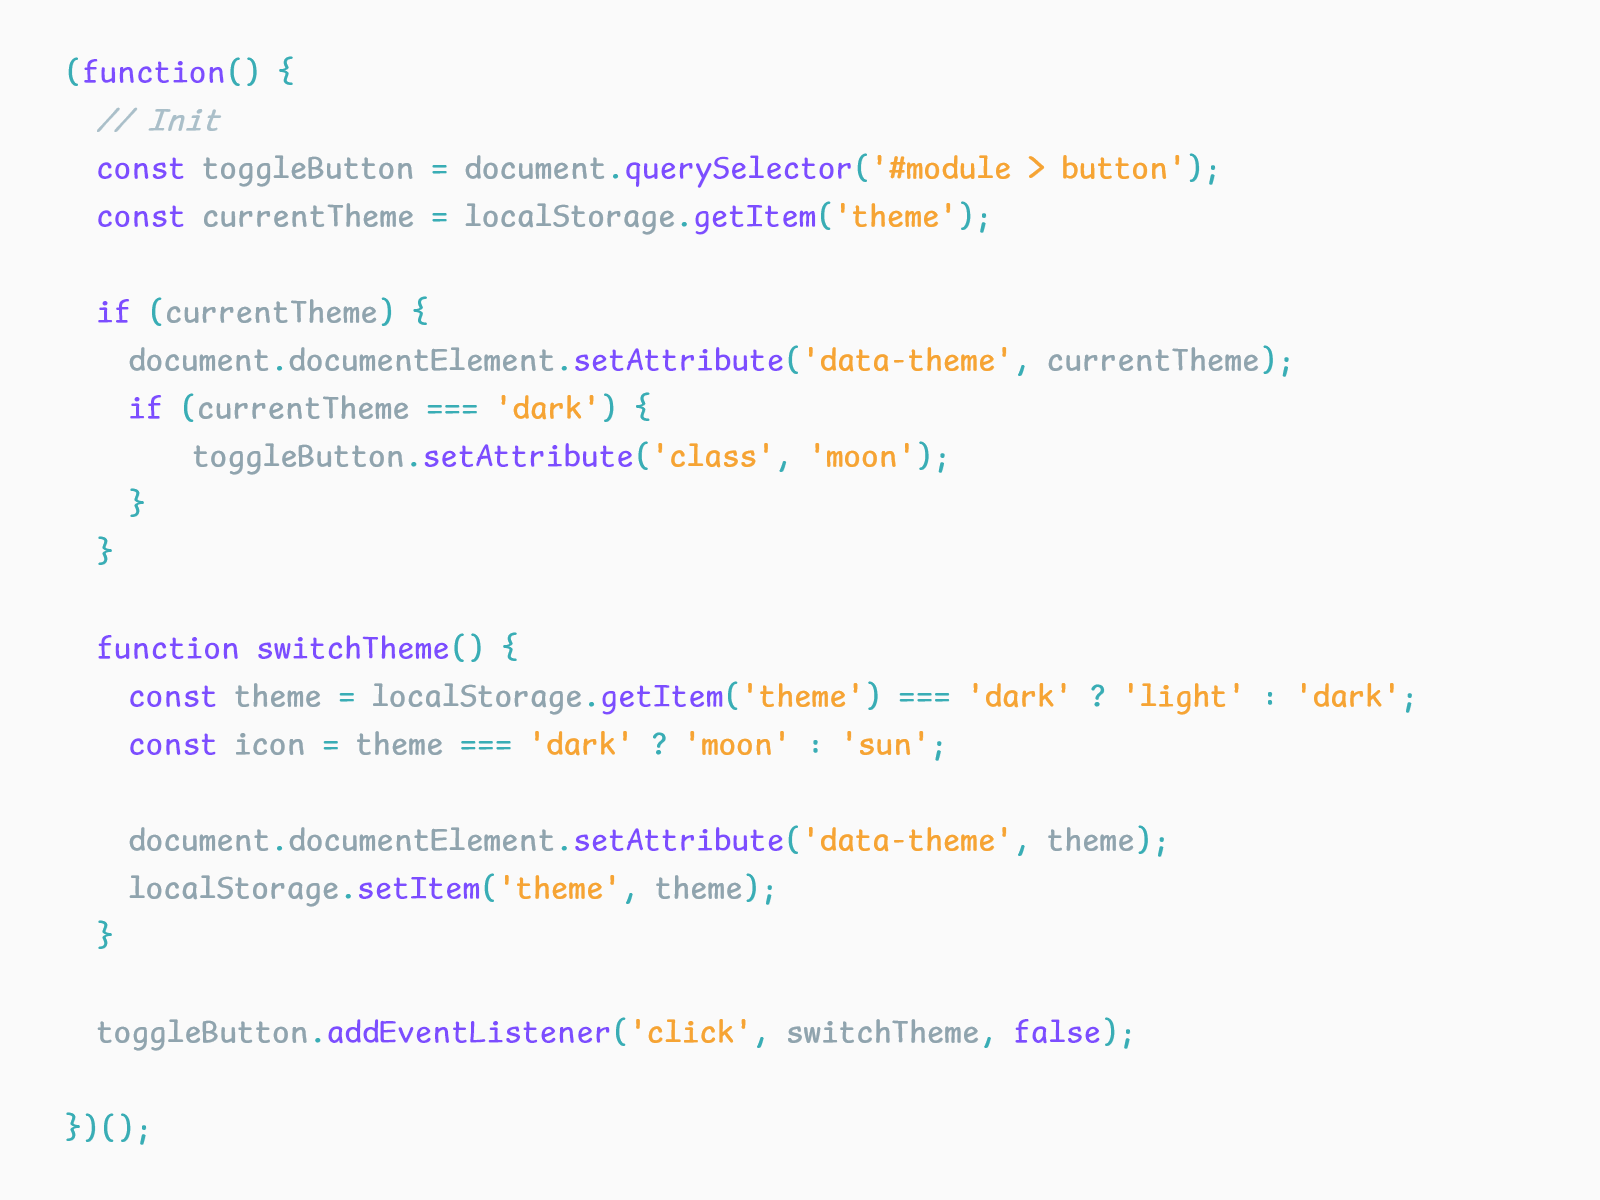 (function() {
  // Init
  const toggleButton = document.querySelector('#module > button');
  const currentTheme = localStorage.getItem('theme');

  if (currentTheme) {
    document.documentElement.setAttribute('data-theme', currentTheme);
    if (currentTheme === 'dark') {
        toggleButton.setAttribute('class', 'moon');
    }
  }

  function switchTheme() {
    const theme = localStorage.getItem('theme') === 'dark' ? 'light' : 'dark';
    const icon = theme === 'dark' ? 'moon' : 'sun';

    document.documentElement.setAttribute('data-theme', theme);
    localStorage.setItem('theme', theme);
  }

  toggleButton.addEventListener('click', switchTheme, false);

})();